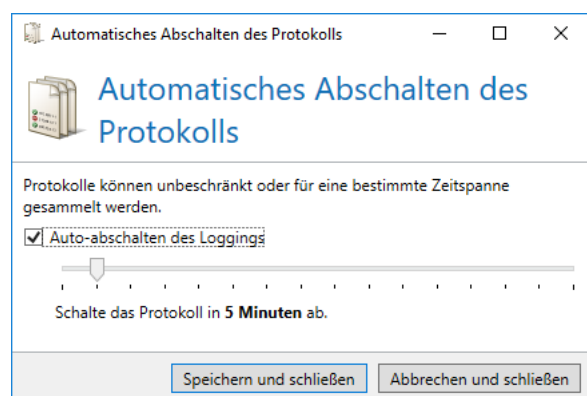 Automatisches Abschalten des Protokolls
Automatisches Abschalten des
Protokolls
Protokolle können unbeschränkt oder für eine bestimmte Zeitspanne
gesammelt werden.
Auto-abschalten des Loggings
Schalte das Protokoll in 5 Minuten ab.
Speichern und schließen
Abbrechen und schließen